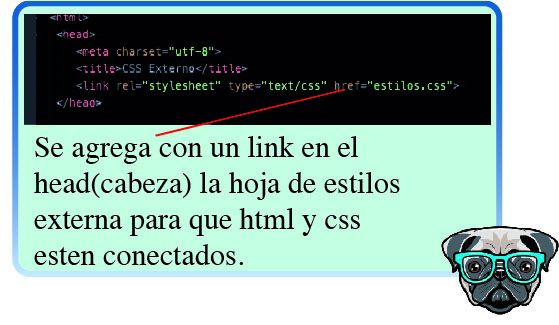 <html>
<head>
<meta charset="utf-8">
<title>CSS Externo</title>
<link rel="stylesheet" type="text/css" href="estilos.css">
</head>
Se agrega con un link en el
head(cabeza) la hoja de estilos
externa para que html y css
esten conectados.